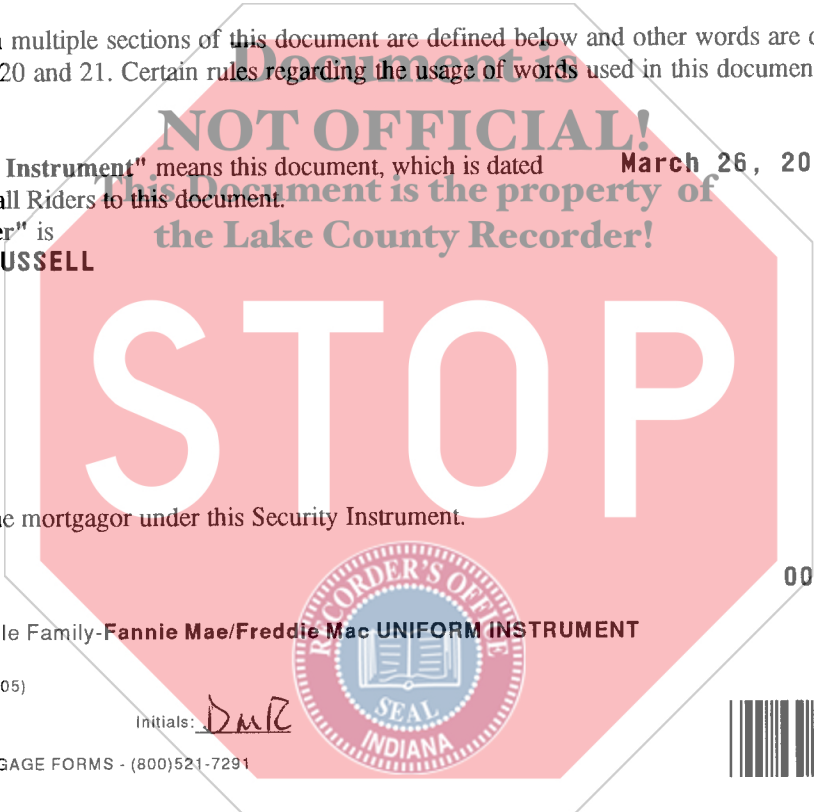 multiple sections of this document are defined below and other words are
Document is
20 and 21. Certain rules regarding the usage of words used in this documen
NOT OFFICIAL!
Instrument" means this document, which is dated March 26, 20
This Document is the property of
all Riders to this document.
er" is
the Lake County Recorder!
USSELL
STOP
e mortgagor under this Security Instrument.
00
RECORDER'S OFFICE
le Family-Fannie Mae/Freddie Mac UNIFORM INSTRUMENT
05)
SEAL
Initials: DMR
INDIANA
GAGE FORMS - (800)521-7291